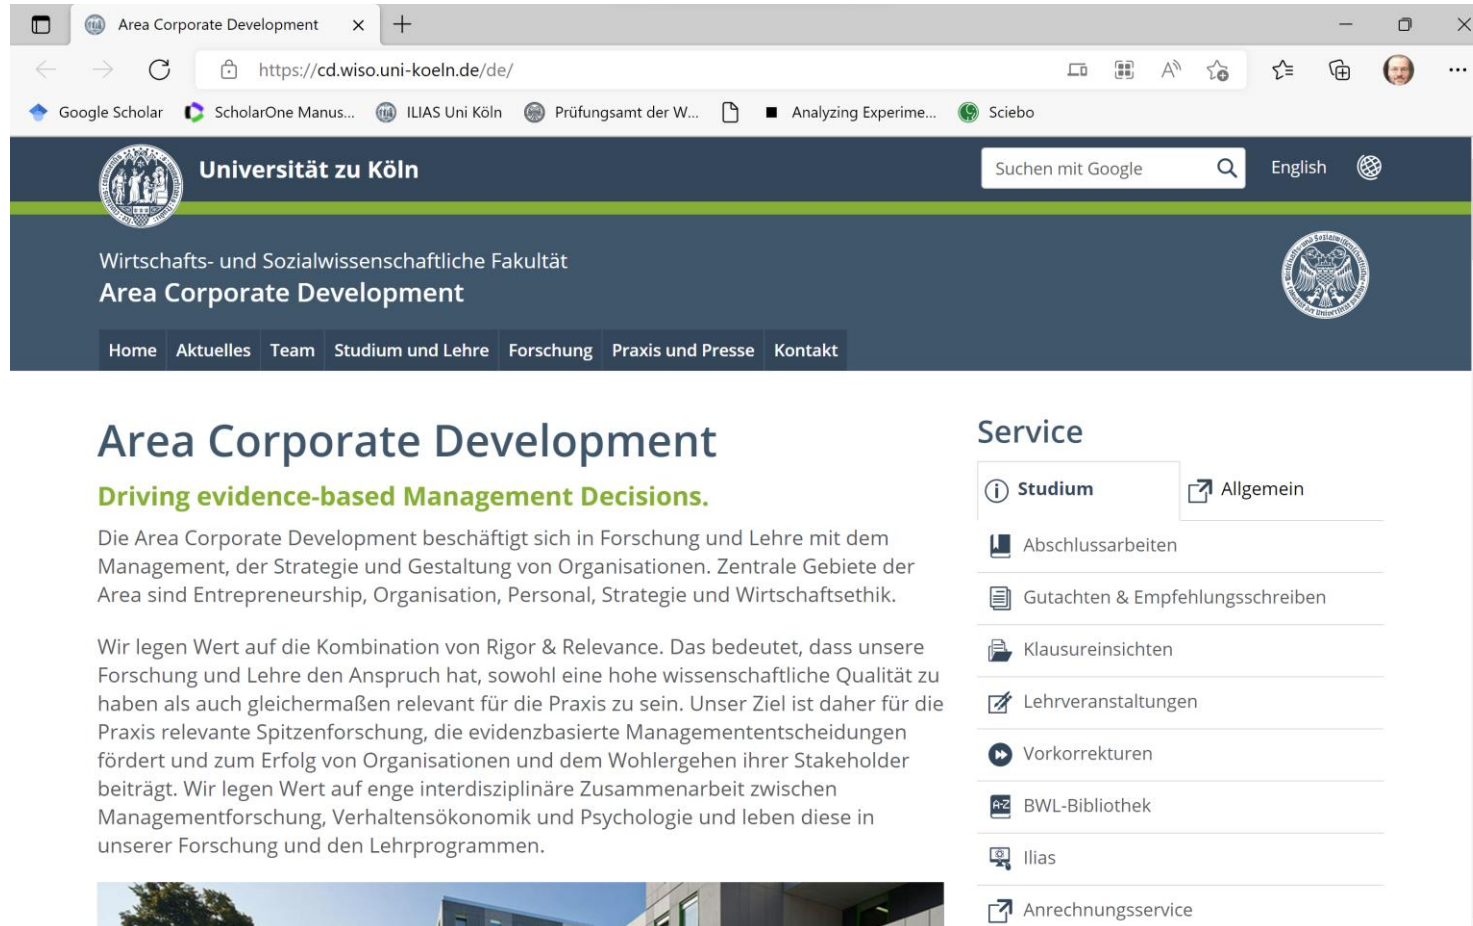 Area Corporate Development
https://cd.wiso.uni-koeln.de/de/
Google Scholar
ScholarOne Manus...
ILIAS Uni Köln
Prüfungsamt der W...
Analyzing Experime...
Sciebo
Universität zu Köln
Suchen mit Google
English
Wirtschafts- und Sozialwissenschaftliche Fakultät
Area Corporate Development
Home Aktuelles Team Studium und Lehre Forschung Praxis und Presse Kontakt
Area Corporate Development
Driving evidence-based Management Decisions.
Die Area Corporate Development beschäftigt sich in Forschung und Lehre mit dem
Management, der Strategie und Gestaltung von Organisationen. Zentrale Gebiete der
Area sind Entrepreneurship, Organisation, Personal, Strategie und Wirtschaftsethik.
Wir legen Wert auf die Kombination von Rigor & Relevance. Das bedeutet, dass unsere
Forschung und Lehre den Anspruch hat, sowohl eine hohe wissenschaftliche Qualität zu
haben als auch gleichermaßen relevant für die Praxis zu sein. Unser Ziel ist daher für die
Praxis relevante Spitzenforschung, die evidenzbasierte Managemententscheidungen
fördert und zum Erfolg von Organisationen und dem Wohlergehen ihrer Stakeholder
beiträgt. Wir legen Wert auf enge interdisziplinäre Zusammenarbeit zwischen
Managementforschung, Verhaltensökonomik und Psychologie und leben diese in
unserer Forschung und den Lehrprogrammen.
Service
Studium
Allgemein
Abschlussarbeiten
Gutachten & Empfehlungsschreiben
Klausureinsichten
Lehrveranstaltungen
Vorkorrekturen
A-Z
BWL-Bibliothek
Ilias
Anrechnungsservice